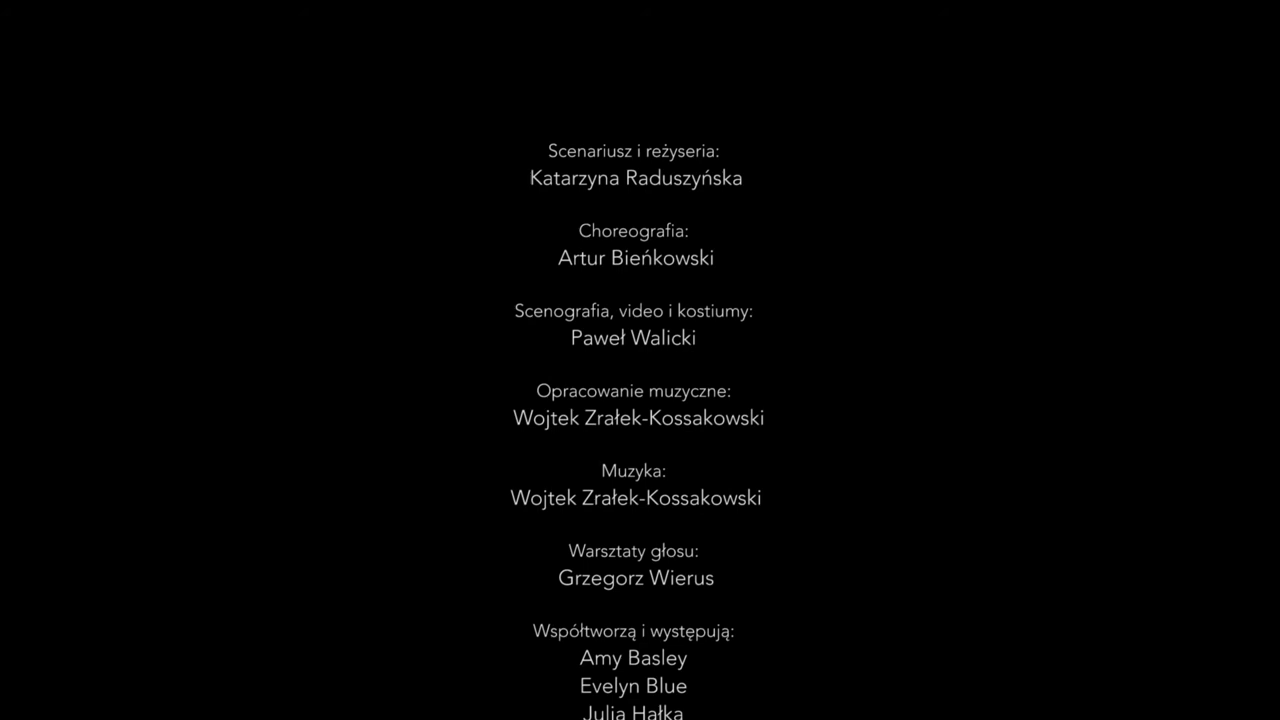 Scenariusz i reżyseria:
Katarzyna Raduszyńska
Choreografia:
Artur Bieńkowski
Scenografia, video i kostiumy:
Paweł Walicki
Opracowanie muzyczne:
Wojtek Zrałek-Kossakowski
Muzyka:
Wojtek Zrałek-Kossakowski
Warsztaty głosu:
Grzegorz Wierus
Współtworzą i występują:
Amy Basley
Evelyn Blue
Julia Hałka